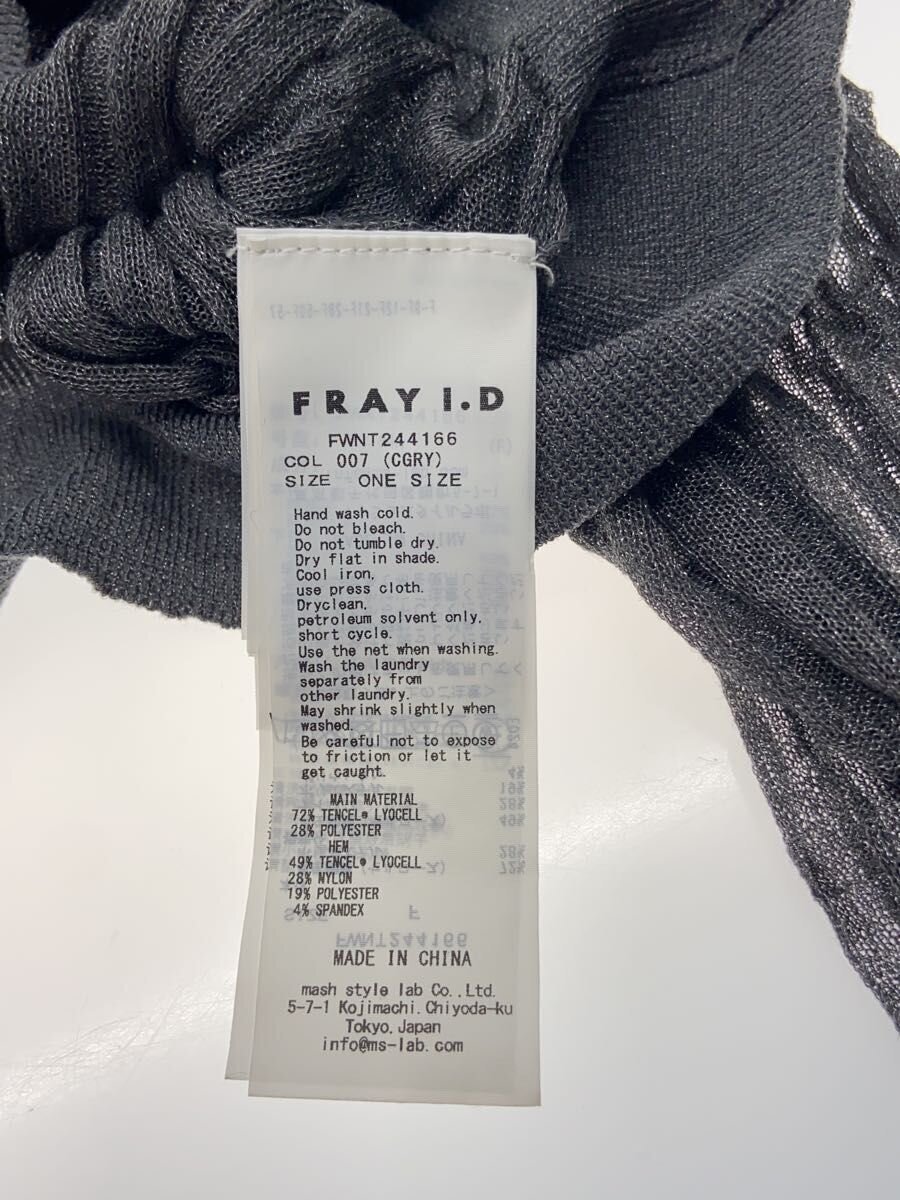 FRAY I.D
FWNT244166
COL 007 (CGRY)
SIZE ONE SIZE
Hand wash cold.
Do not bleach.
Do not tumble dry.
Dry flat in shade.
Cool iron,
use press cloth.
Dryclean,
petroleum solvent only,
short cycle.
Use the net when washing.
Wash the laundry
separately from
other laundry.
May shrink slightly when
washed.
Be careful not to expose
to friction or let it
get caught.
MAIN MATERIAL
72% TENCEL® LYOCELL
28% POLYESTER
HEM
49% TENCEL® LYOCELL
28% NYLON
19% POLYESTER
4% SPANDEX
MADE IN CHINA
mash style lab Co.,Ltd.
5-7-1 Kojimachi.Chiyoda-ku
Tokyo,Japan
info@ms-lab.com